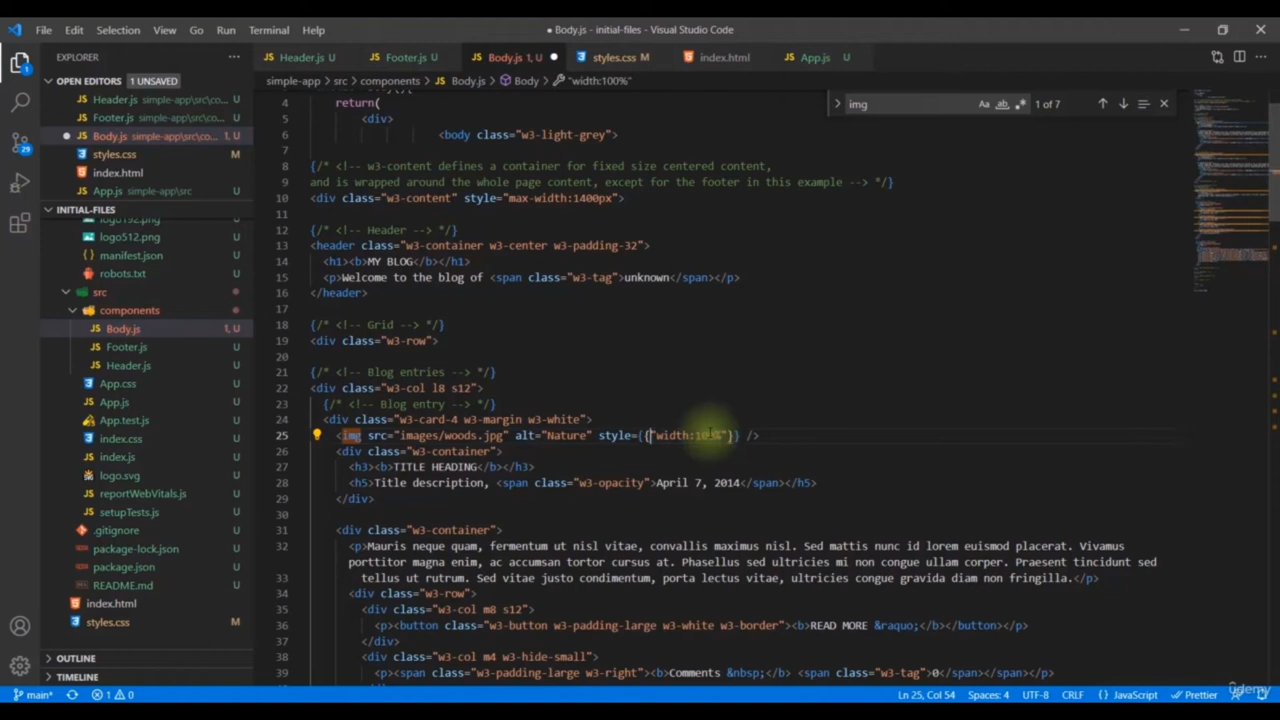 File Edit Selection View Go Run Terminal Help
● Body.js - initial-files - Visual Studio Code
EXPLORER
OPEN EDITORS 1 UNSAVED
Header.js simple-app\src\co... U
Footer.js simple-app\src\co... U
Body.js simple-app\src\co... 1, U
styles.css M
index.html
App.js simple-app\src U
INITIAL-FILES
logo192.png U
logo512.png U
manifest.json U
robots.txt U
src
components
Body.js 1, U
Footer.js U
Header.js U
App.css U
App.js U
App.test.js U
index.css U
index.js U
logo.svg U
reportWebVitals.js U
setupTests.js U
.gitignore U
package-lock.json U
package.json U
README.md U
index.html
styles.css M
OUTLINE
TIMELINE
Header.js U Footer.js U Body.js 1, U styles.css M index.html App.js U
simple-app > src > components > Body.js > Body > "width:100%"
img Aa ab 1 of 7
4 return(
5 <div>
6 <body class="w3-light-grey">
7
8 {/* <!-- w3-content defines a container for fixed size centered content,
9 and is wrapped around the whole page content, except for the footer in this example --> */}
10 <div class="w3-content" style="max-width:1400px">
11
12 {/* <!-- Header --> */}
13 <header class="w3-container w3-center w3-padding-32">
14 <h1><b>MY BLOG</b></h1>
15 <p>Welcome to the blog of <span class="w3-tag">unknown</span></p>
16 </header>
17
18 {/* <!-- Grid --> */}
19 <div class="w3-row">
20
21 {/* <!-- Blog entries --> */}
22 <div class="w3-col l8 s12">
23 {/* <!-- Blog entry --> */}
24 <div class="w3-card-4 w3-margin w3-white">
25 <img src="images/woods.jpg" alt="Nature" style={{"width:100%"}} />
26 <div class="w3-container">
27 <h3><b>TITLE HEADING</b></h3>
28 <h5>Title description, <span class="w3-opacity">April 7, 2014</span></h5>
29 </div>
30
31 <div class="w3-container">
32 <p>Mauris neque quam, fermentum ut nisl vitae, convallis maximus nisl. Sed mattis nunc id lorem euismod placerat. Vivamus
porttitor magna enim, ac accumsan tortor cursus at. Phasellus sed ultricies mi non congue ullam corper. Praesent tincidunt sed
33 tellus ut rutrum. Sed vitae justo condimentum, porta lectus vitae, ultricies congue gravida diam non fringilla.</p>
34 <div class="w3-row">
35 <div class="w3-col m8 s12">
36 <p><button class="w3-button w3-padding-large w3-white w3-border"><b>READ MORE &raquo;</b></button></p>
37 </div>
38 <div class="w3-col m4 w3-hide-small">
39 <p><span class="w3-padding-large w3-right"><b>Comments &nbsp;</b> <span class="w3-tag">0</span></span></p>
main* 1 0 Ln 25, Col 54 Spaces: 4 UTF-8 CRLF {} JavaScript Prettier
udemy